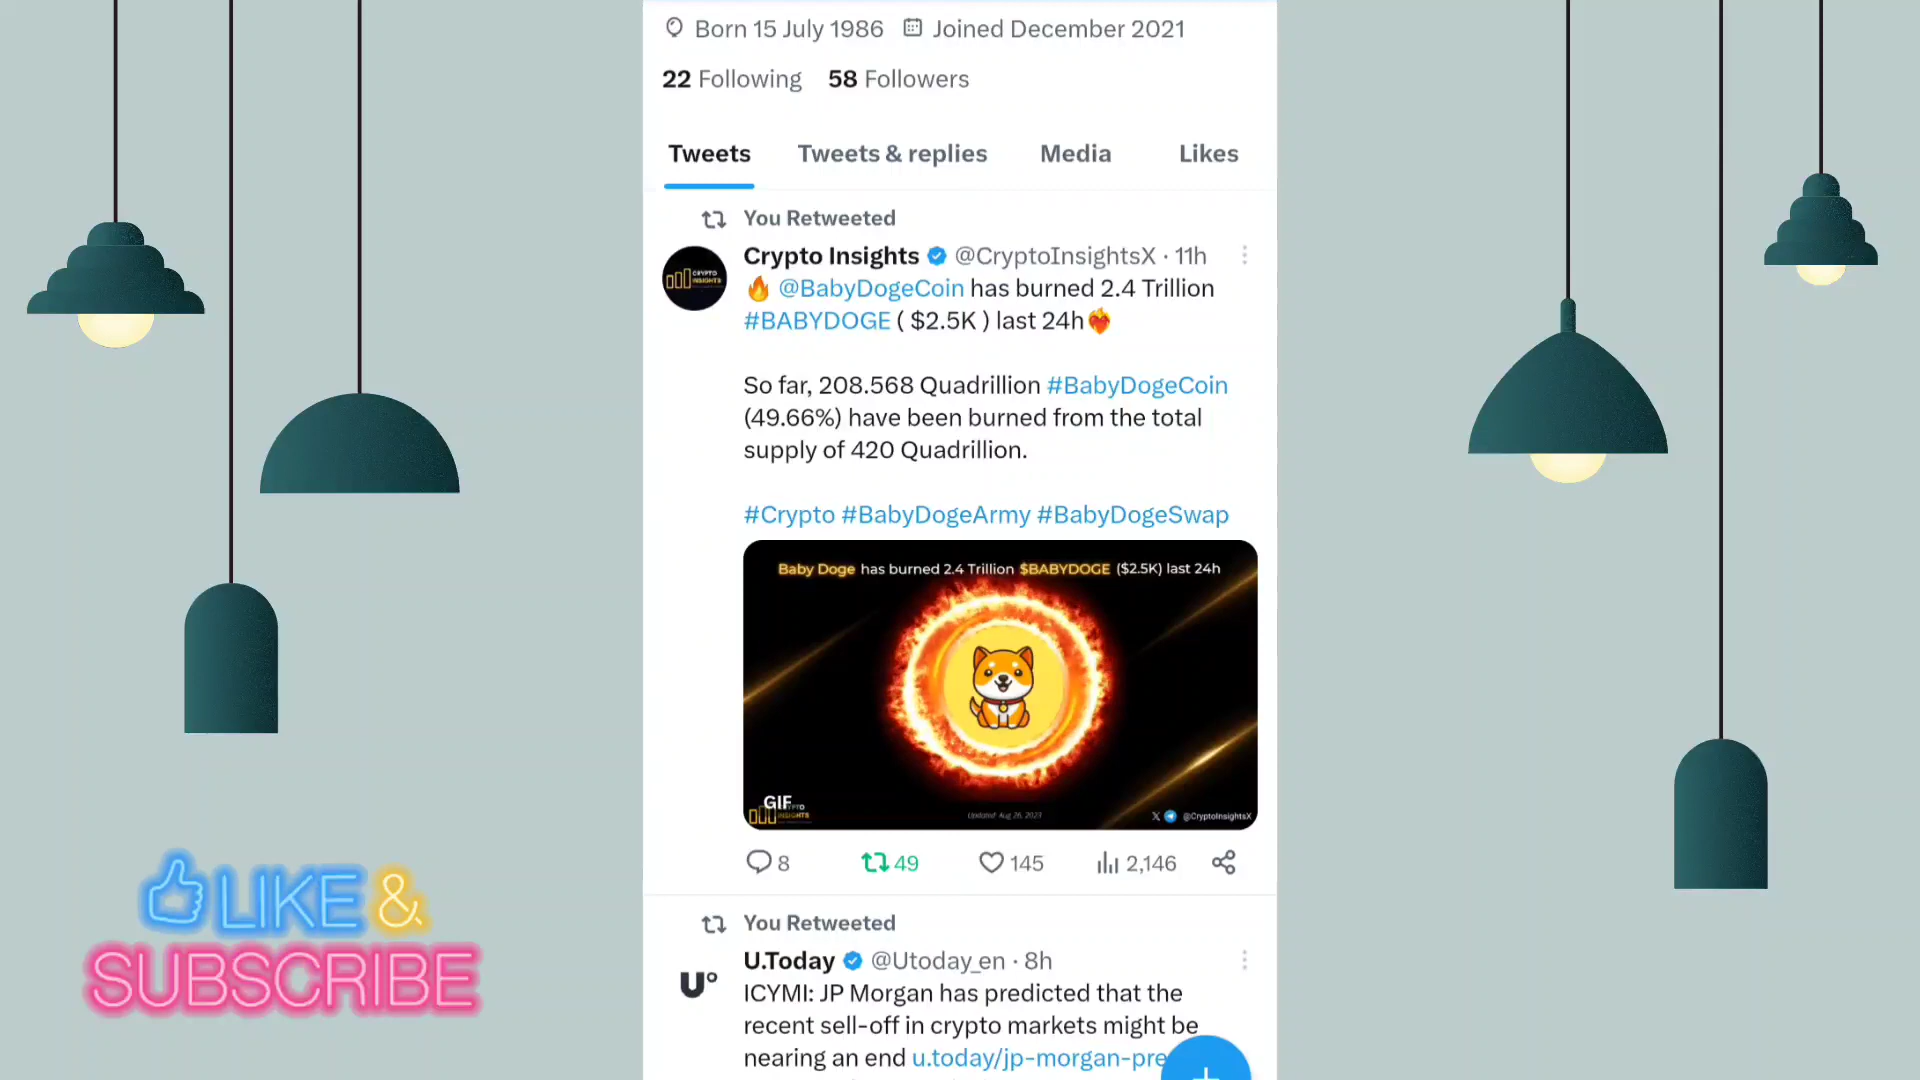 Born 15 July 1986 Joined December 2021
22 Following 58 Followers
Tweets Tweets & replies Media Likes
You Retweeted
Crypto Insights @CryptoInsightsX · 11h
🔥 @BabyDogeCoin has burned 2.4 Trillion
#BABYDOGE ( $2.5K ) last 24h❤️‍🔥
So far, 208.568 Quadrillion #BabyDogeCoin
(49.66%) have been burned from the total
supply of 420 Quadrillion.
#Crypto #BabyDogeArmy #BabyDogeSwap
Baby Doge has burned 2.4 Trillion $BABYDOGE ($2.5K) last 24h
GIF
Updated: Aug 26, 2023
@CryptoInsightsX
8 49 145 2,146
You Retweeted
U.Today @Utoday_en · 8h
ICYMI: JP Morgan has predicted that the
recent sell-off in crypto markets might be
nearing an end u.today/jp-morgan-pre
LIKE &
SUBSCRIBE